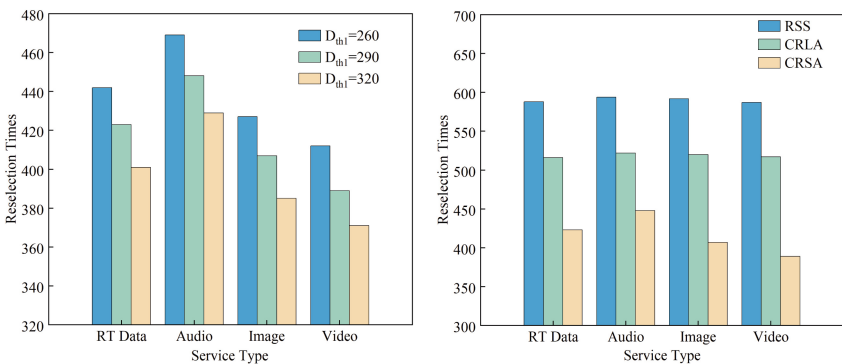 480
460
440
420
400
380
360
340
320
Reselection Times
D_th1=260
D_th1=290
D_th1=320
RT Data Audio Image Video
Service Type
700
600
550
500
450
400
350
300
Reselection Times
RSS
CRLA
CRSA
RT Data Audio Image Video
Service Type